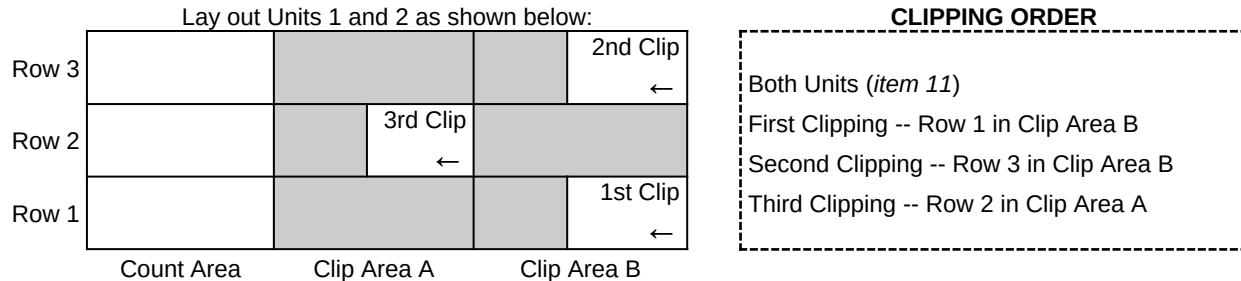 Lay out Units 1 and 2 as shown below:
Row 3
2nd Clip
←
Row 2
3rd Clip
←
Row 1
1st Clip
←
Count Area
Clip Area A
Clip Area B
CLIPPING ORDER
Both Units (item 11)
First Clipping -- Row 1 in Clip Area B
Second Clipping -- Row 3 in Clip Area B
Third Clipping -- Row 2 in Clip Area A